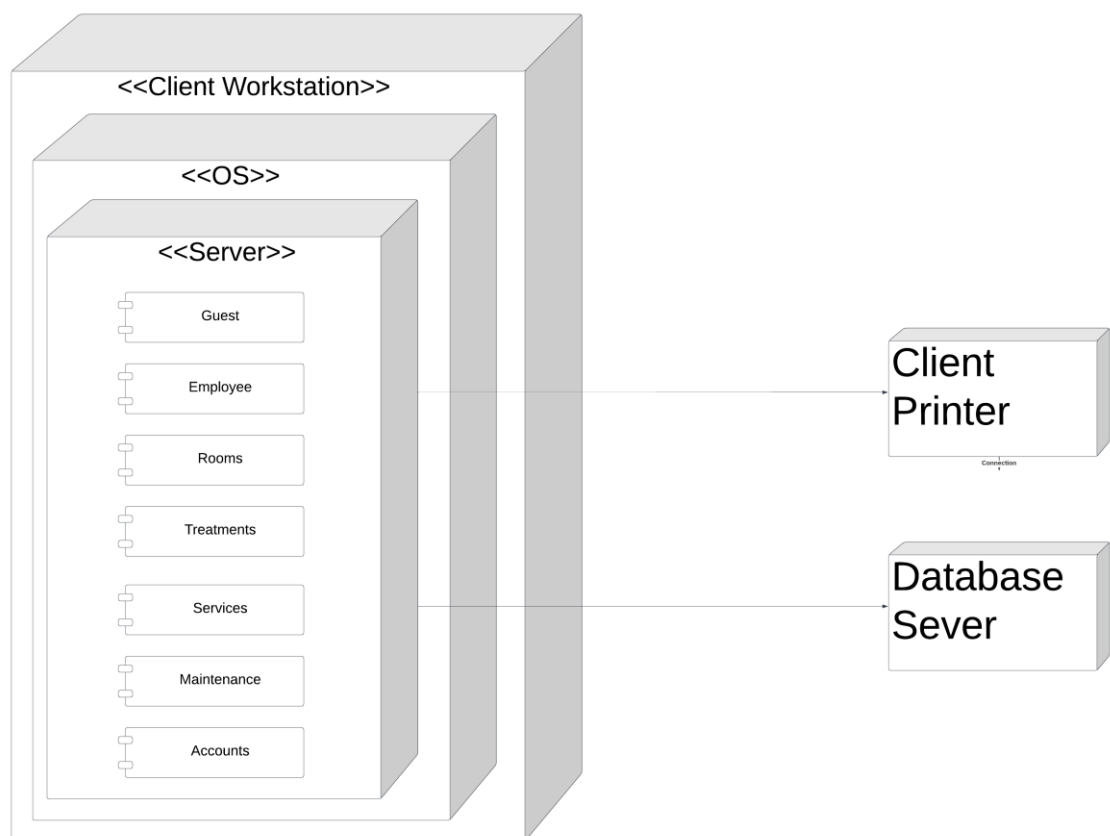 <<Client Workstation>>
<<OS>>
<<Server>>
Guest
Employee
Rooms
Treatments
Services
Maintenance
Accounts
Client
Printer
Connection
Database
Sever